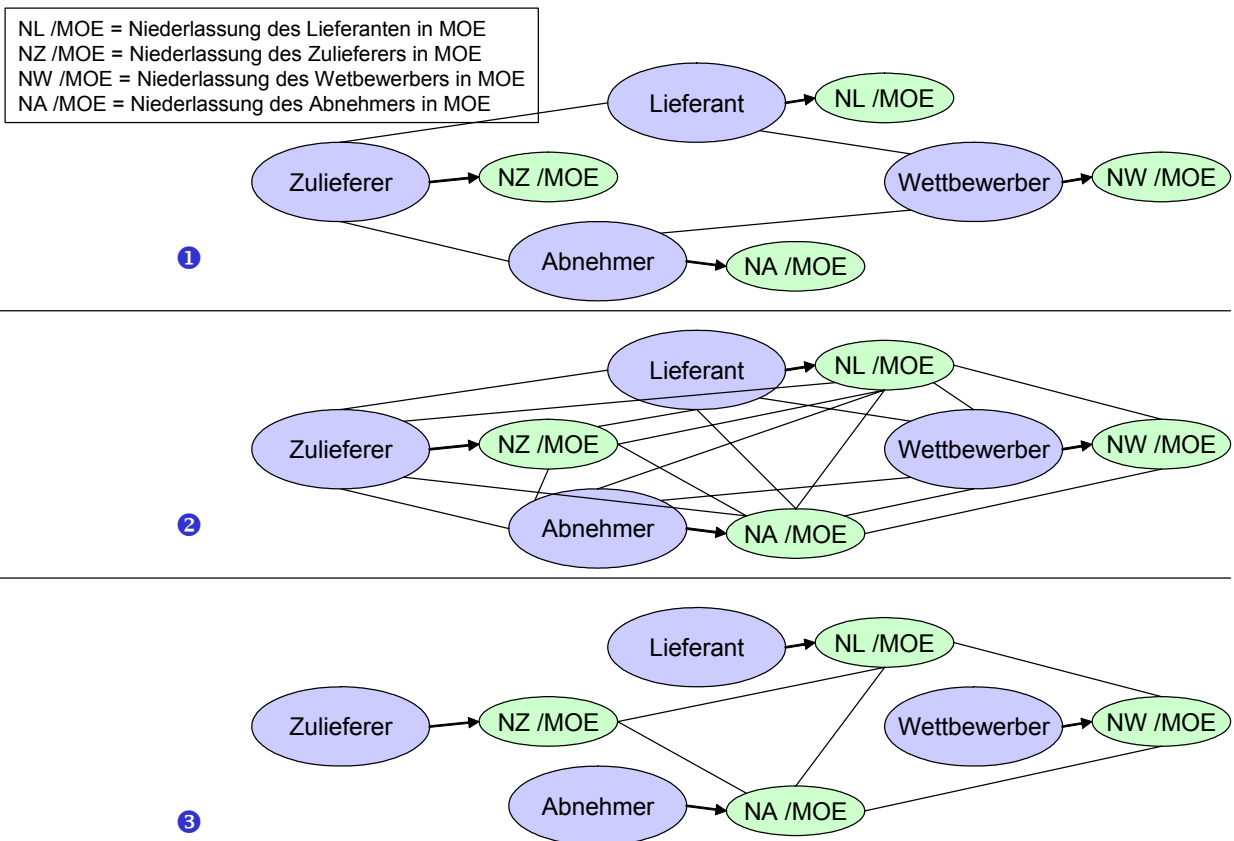 NL /MOE = Niederlassung des Lieferanten in MOE
NZ /MOE = Niederlassung des Zulieferers in MOE
NW /MOE = Niederlassung des Wetbewerbers in MOE
NA /MOE = Niederlassung des Abnehmers in MOE
Lieferant
NL /MOE
Zulieferer
NZ /MOE
Wettbewerber
NW /MOE
Abnehmer
NA /MOE
❶
Lieferant
NL /MOE
Zulieferer
NZ /MOE
Wettbewerber
NW /MOE
Abnehmer
NA /MOE
❷
Lieferant
NL /MOE
Zulieferer
NZ /MOE
Wettbewerber
NW /MOE
Abnehmer
NA /MOE
❸